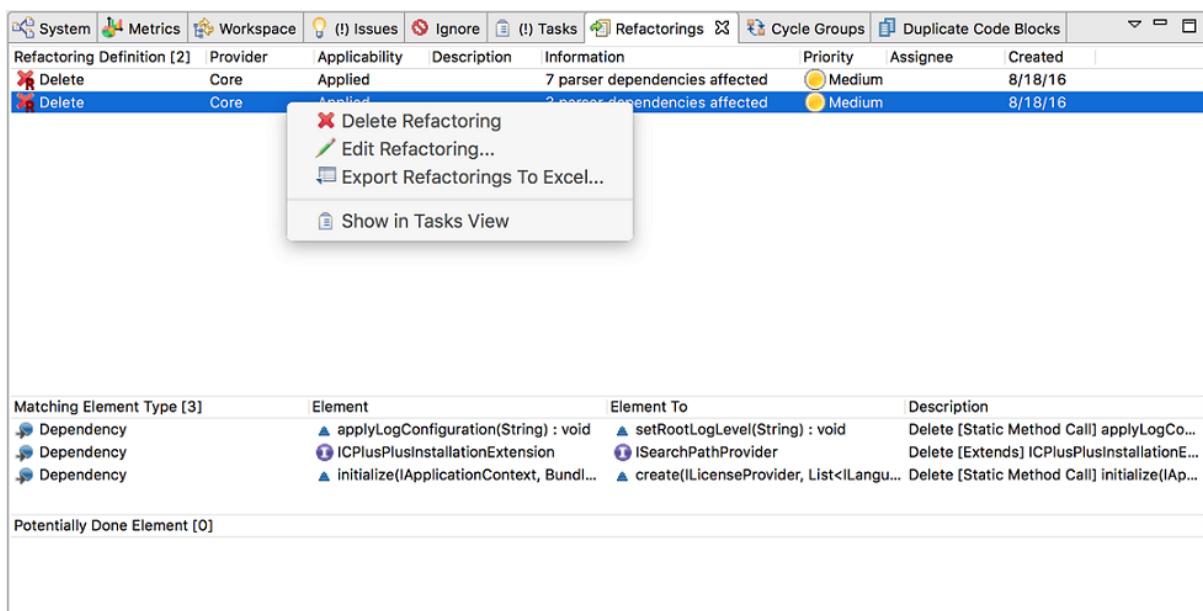 System Metrics Workspace (!) Issues Ignore (!) Tasks Refactorings Cycle Groups Duplicate Code Blocks
Refactoring Definition [2] Provider Applicability Description Information Priority Assignee Created
Delete Core Applied 7 parser dependencies affected Medium 8/18/16
Delete Core Applied 3 parser dependencies affected Medium 8/18/16
Delete Refactoring
Edit Refactoring...
Export Refactorings To Excel...
Show in Tasks View
Matching Element Type [3] Element Element To Description
Dependency applyLogConfiguration(String) : void setRootLogLevel(String) : void Delete [Static Method Call] applyLogCo...
Dependency ICPlusPlusInstallationExtension ISearchPathProvider Delete [Extends] ICPlusPlusInstallationE...
Dependency initialize(IApplicationContext, Bundl... create(ILicenseProvider, List<ILangu... Delete [Static Method Call] initialize(IAp...
Potentially Done Element [0]